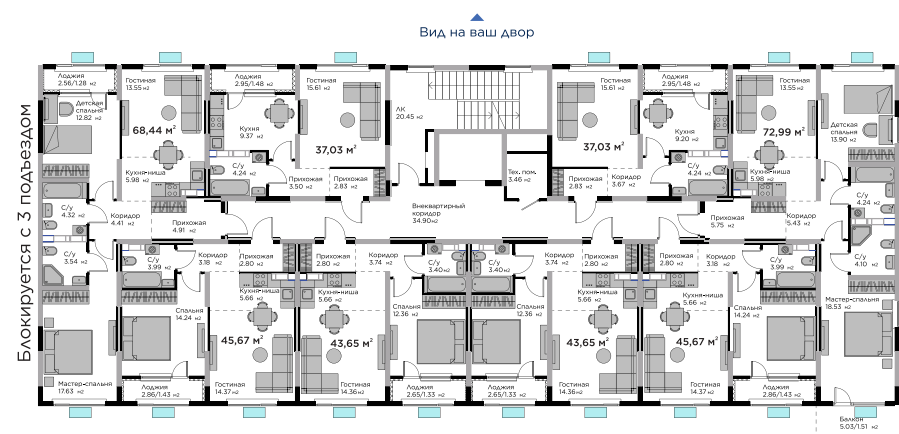 Вид на ваш двор
Блокируется с 3 подъездом
Лоджия
2.56/1.28 м2
Гостиная
13.55 м2
Детская
спальня
12.82 м2
68,44 м²
Кухня-ниша
5.98 м2
С/у
4.32 м2
Коридор
4.41 м2
Прихожая
4.91 м2
С/у
3.54 м2
Мастер-спальня
17.63 м2
Лоджия
2.95/1.48 м2
Гостиная
15.61 м2
Кухня
9.37 м2
37,03 м²
С/у
4.24 м2
Прихожая
3.50 м2
Прихожая
2.83 м2
ЛК
20.45 м2
Тех. пом.
3.46 м2
Внеквартирный
коридор
34.90м2
Гостиная
15.61 м2
Лоджия
2.95/1.48 м2
37,03 м²
Кухня
9.20 м2
С/у
4.24 м2
Прихожая
2.83 м2
Коридор
3.67 м2
Гостиная
13.55 м2
72,99 м²
Детская
спальня
13.90 м2
Кухня-ниша
5.98 м2
С/у
4.24 м2
Прихожая
5.75 м2
Коридор
5.43 м2
С/у
4.10 м2
Мастер-спальня
18.53 м2
Балкон
5.03/1.51 м2
С/у
3.99 м2
Коридор
3.18 м2
Прихожая
2.80 м2
Кухня-ниша
5.66 м2
Спальня
14.24 м2
45,67 м²
Лоджия
2.86/1.43 м2
Гостиная
14.37 м2
Прихожая
2.80 м2
Коридор
3.74 м2
С/у
3.40 м2
Кухня-ниша
5.66 м2
Спальня
12.36 м2
43,65 м²
Гостиная
14.36 м2
Лоджия
2.65/1.33 м2
С/у
3.40 м2
Коридор
3.74 м2
Прихожая
2.80 м2
Спальня
12.36 м2
Кухня-ниша
5.66 м2
43,65 м²
Лоджия
2.65/1.33 м2
Гостиная
14.36 м2
Прихожая
2.80 м2
Коридор
3.18 м2
С/у
3.99 м2
Кухня-ниша
5.66 м2
Спальня
14.24 м2
45,67 м²
Гостиная
14.37 м2
Лоджия
2.86/1.43 м2